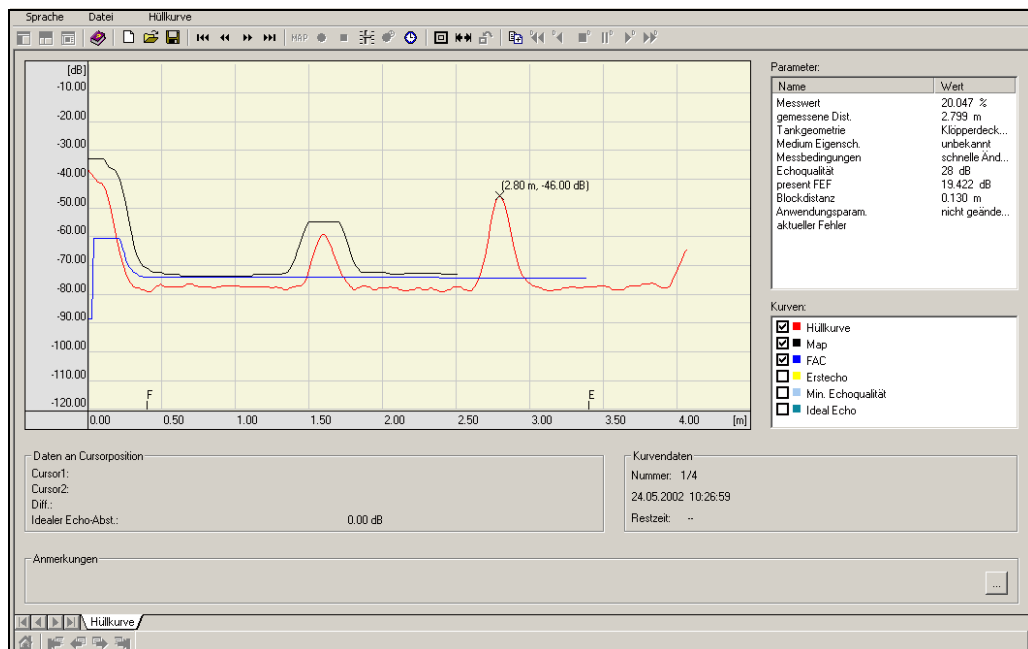 Sprache Datei Hüllkurve
MAP
[dB]
-10.00
-20.00
-30.00
-40.00
-50.00
-60.00
-70.00
-80.00
-90.00
-100.00
-110.00
-120.00
(2.80 m, -46.00 dB)
F E
0.00 0.50 1.00 1.50 2.00 2.50 3.00 3.50 4.00 [m]
Parameter:
Name Wert
Messwert 20.047 %
gemessene Dist. 2.799 m
Tankgeometrie Klöpperdeck...
Medium Eigensch. unbekannt
Messbedingungen schnelle Änd...
Echoqualität 28 dB
present FEF 19.422 dB
Blockdistanz 0.130 m
Anwendungsparam. nicht geände...
aktueller Fehler
Kurven:
Hüllkurve
Map
FAC
Erstecho
Min. Echoqualität
Ideal Echo
Daten an Cursorposition
Cursor1:
Cursor2:
Diff.:
Idealer Echo-Abst.: 0.00 dB
Kurvendaten
Nummer: 1/4
24.05.2002 10:26:59
Restzeit: --
Anmerkungen
...
Hüllkurve